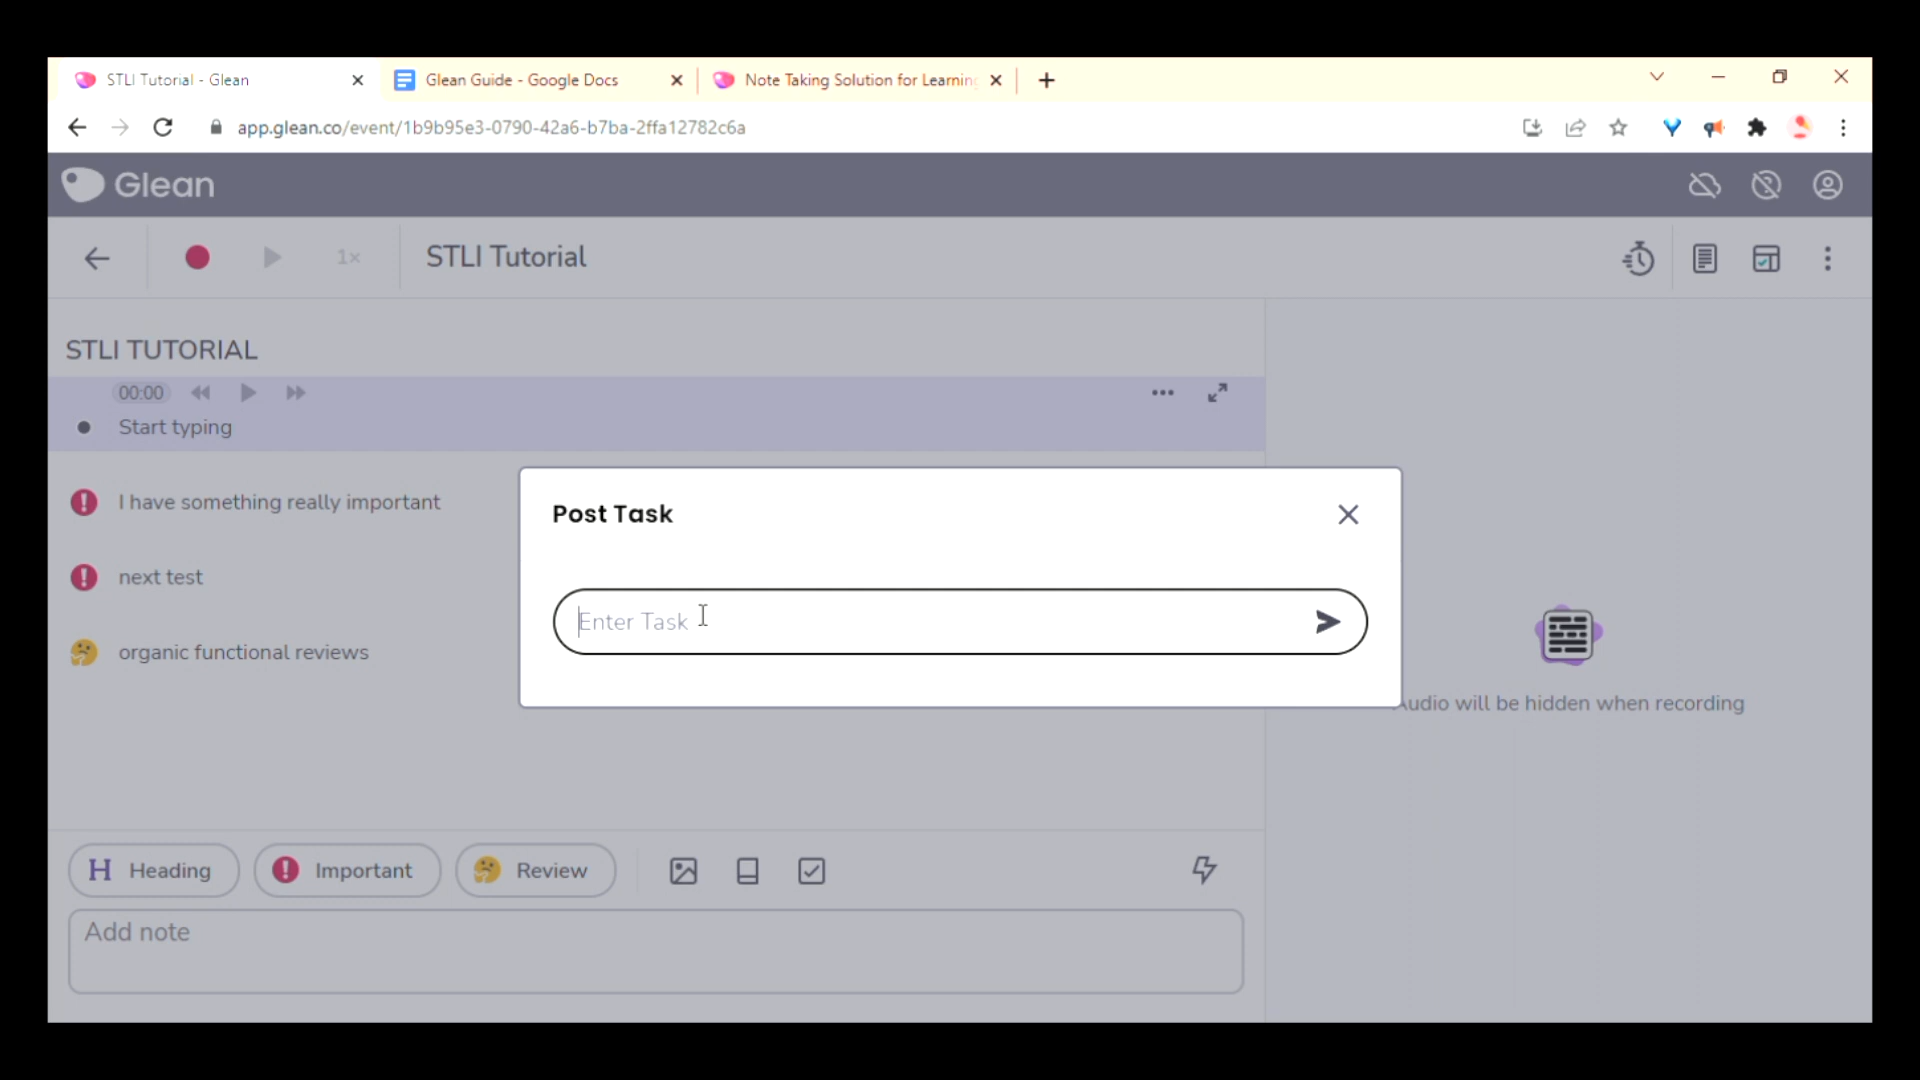 STLI Tutorial - Glean
Glean Guide - Google Docs
Note Taking Solution for Learning
app.glean.co/event/1b9b95e3-0790-42a6-b7ba-2ffa12782c6a
Glean
1×
STLI Tutorial
STLI TUTORIAL
00:00
Start typing
I have something really important
next test
organic functional reviews
Post Task
Enter Task
Audio will be hidden when recording
H Heading
Important
Review
Add note